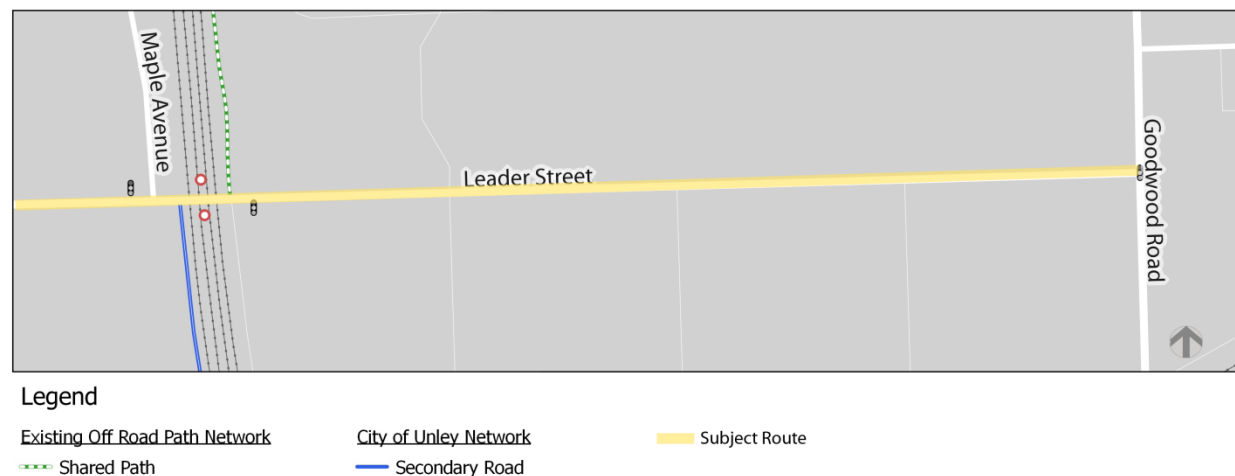 Maple Avenue
Leader Street
Goodwood Road
Legend
Existing Off Road Path Network
City of Unley Network
Subject Route
Shared Path
Secondary Road